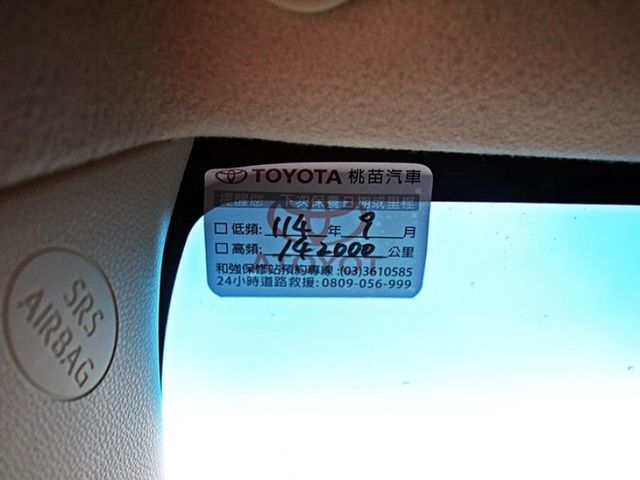 TOYOTA 桃苗汽車
提醒您 下次保養日期或里程
□低頻: 114 年 9 月
□高頻: 142000 公里
和強保修站預約專線:(03)3610585
24小時道路救援:0809-056-999
TOYOTA
SRS
AIRBAG